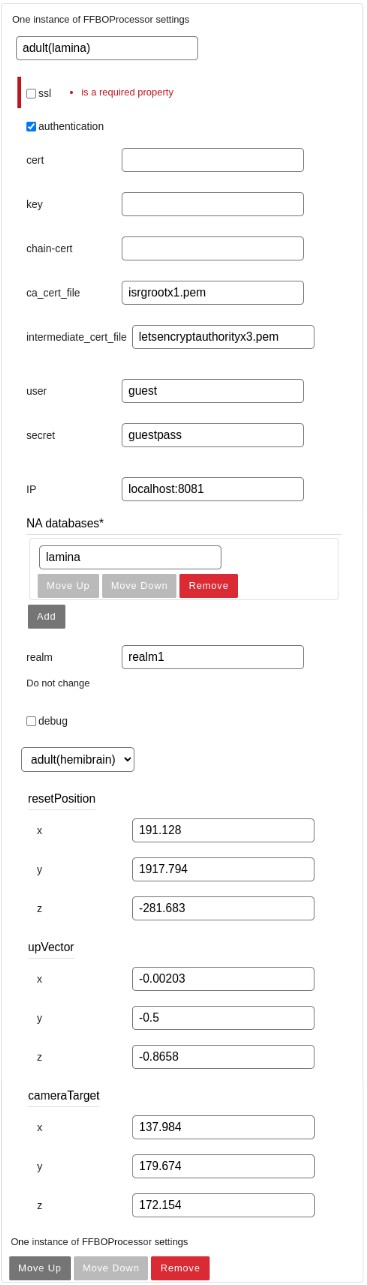 One instance of FFBOProcessor settings
adult(lamina)
ssl • is a required property
authentication
cert
key
chain-cert
ca_cert_file isrgrootx1.pem
intermediate_cert_file letsencryptauthorityx3.pem
user guest
secret guestpass
IP localhost:8081
NA databases*
lamina
Move Up Move Down Remove
Add
realm realm1
Do not change
debug
adult(hemibrain)
resetPosition
x 191.128
y 1917.794
z -281.683
upVector
x -0.00203
y -0.5
z -0.8658
cameraTarget
x 137.984
y 179.674
z 172.154
One instance of FFBOProcessor settings
Move Up Move Down Remove